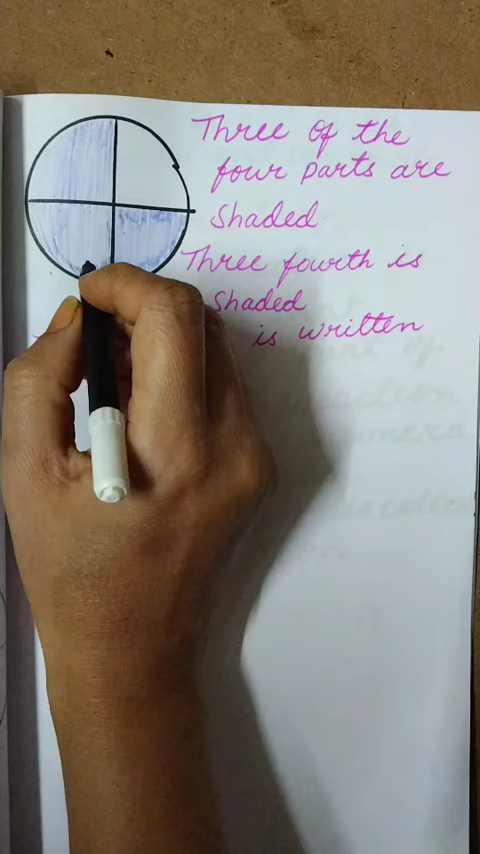 Three of the
four parts are
shaded
Three fourth is
shaded
is written